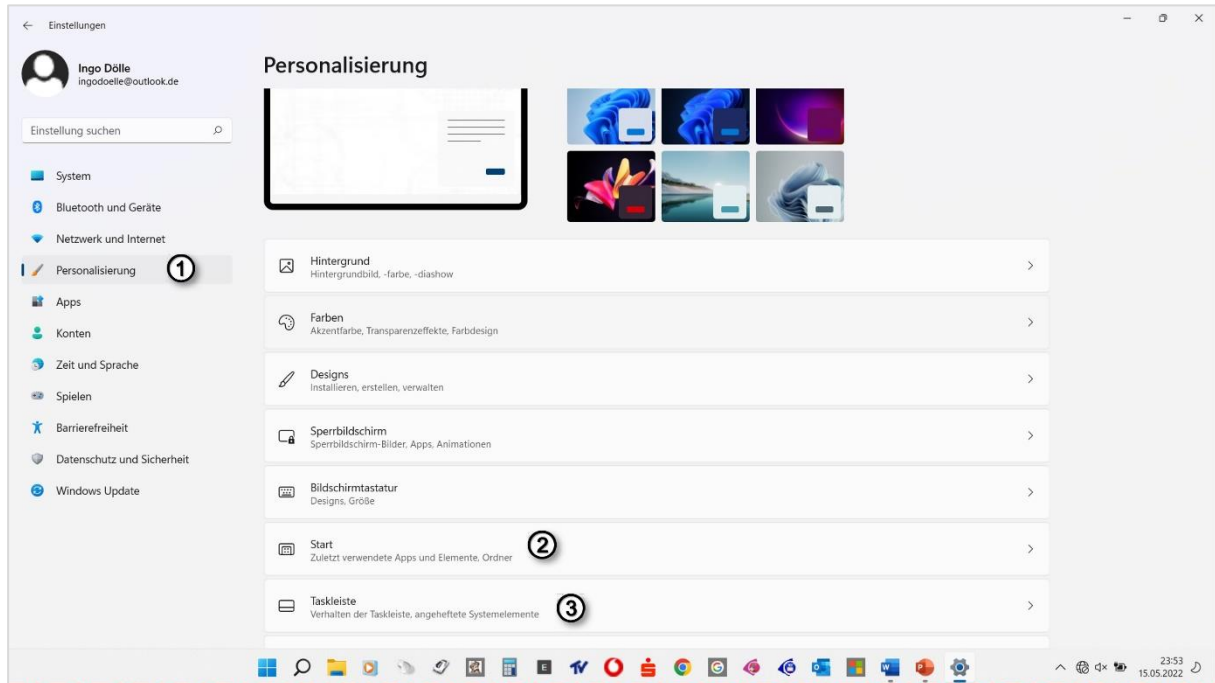 Einstellungen
Ingo Dölle
ingodoelle@outlook.de
Einstellung suchen
System
Bluetooth und Geräte
Netzwerk und Internet
Personalisierung
1
Apps
Konten
Zeit und Sprache
Spielen
Barrierefreiheit
Datenschutz und Sicherheit
Windows Update
Personalisierung
Hintergrund
Hintergrundbild, -farbe, -diashow
Farben
Akzentfarbe, Transparenzeffekte, Farbdesign
Designs
Installieren, erstellen, verwalten
Sperrbildschirm
Sperrbildschirm-Bilder, Apps, Animationen
Bildschirmtastatur
Designs, Größe
Start
Zuletzt verwendete Apps und Elemente, Ordner
2
Taskleiste
Verhalten der Taskleiste, angeheftete Systemelemente
3
23:53
15.05.2022